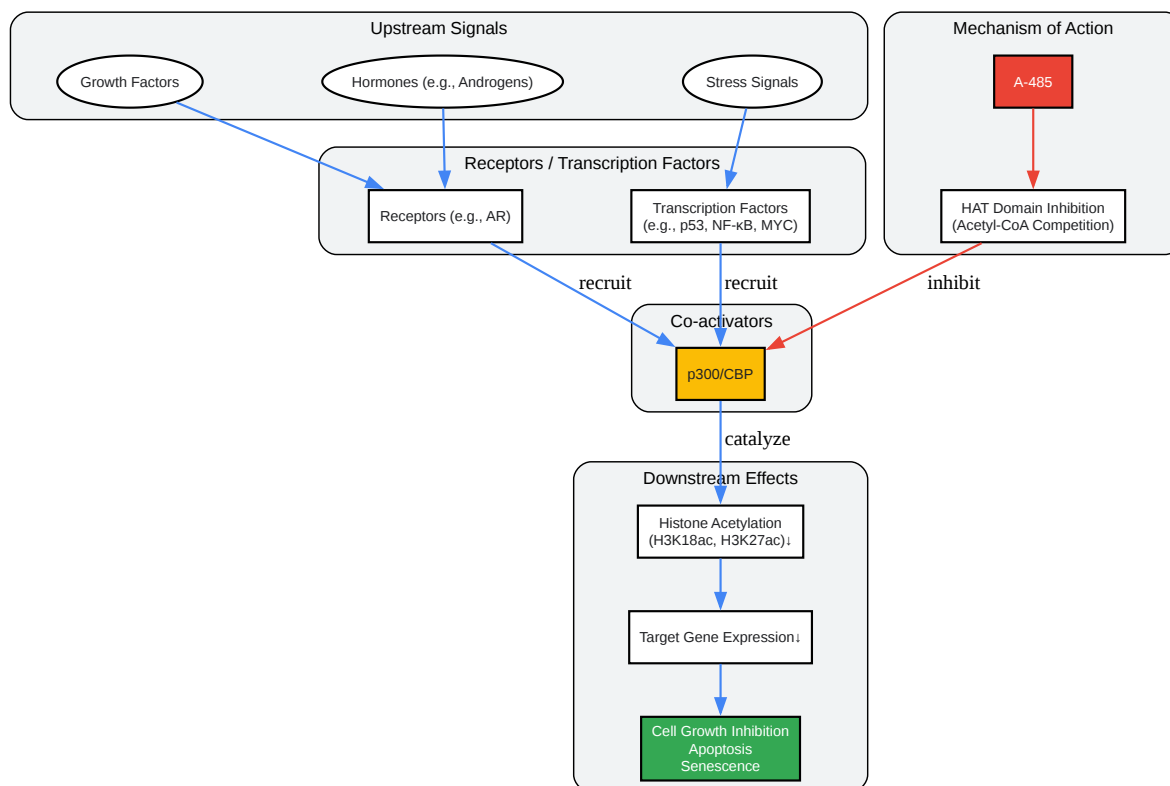 Upstream Signals
Mechanism of Action
Growth Factors
Hormones (e.g., Androgens)
Stress Signals
A-485
Receptors / Transcription Factors
Receptors (e.g., AR)
Transcription Factors
(e.g., p53, NF-κB, MYC)
HAT Domain Inhibition
(Acetyl-CoA Competition)
recruit
recruit
inhibit
Co-activators
p300/CBP
catalyze
Downstream Effects
Histone Acetylation
(H3K18ac, H3K27ac)↓
Target Gene Expression↓
Cell Growth Inhibition
Apoptosis
Senescence